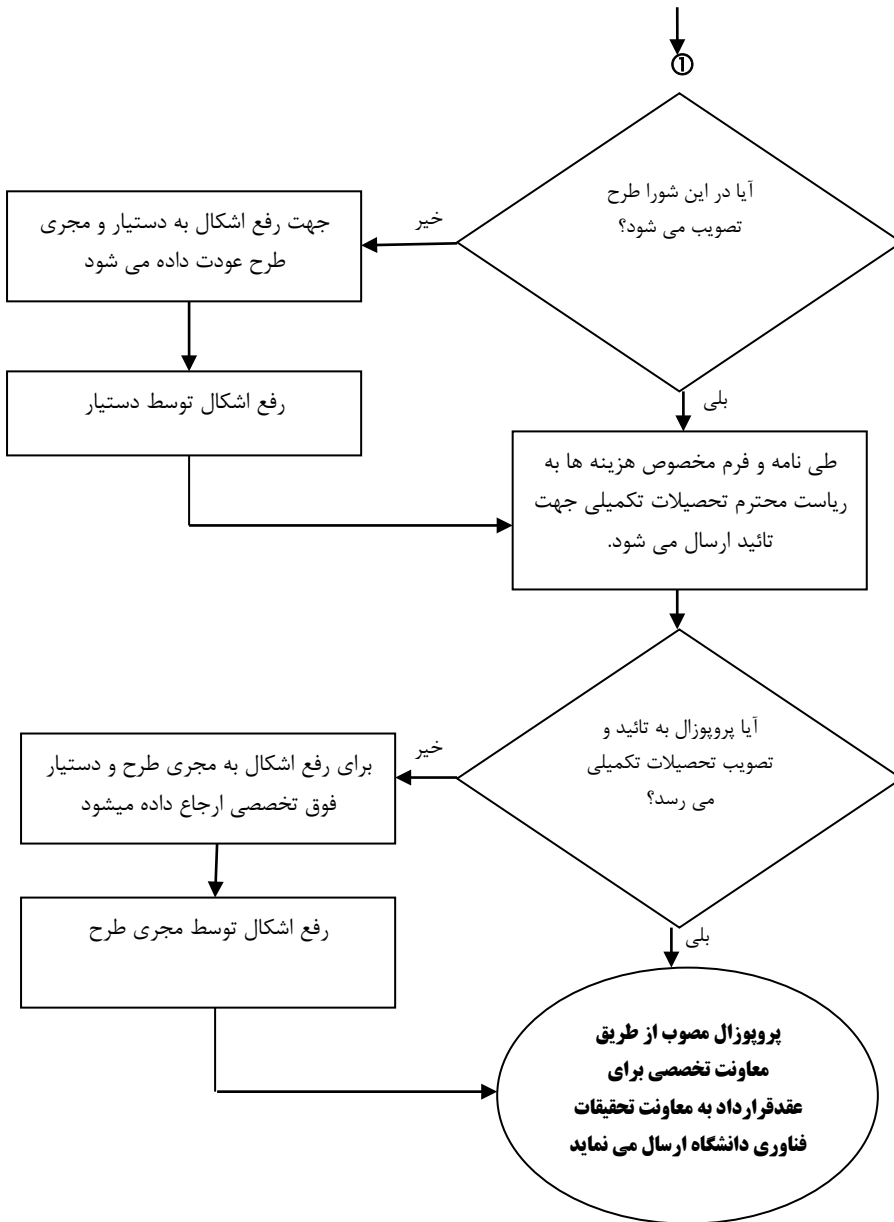 ①
آیا در این شورا طرح
تصویب می شود؟
خیر
جهت رفع اشکال به دستیار و مجری
طرح عودت داده می شود
رفع اشکال توسط دستیار
بلی
طی نامه و فرم مخصوص هزینه ها به
ریاست محترم تحصیلات تکمیلی جهت
تائید ارسال می شود.
آیا پروپوزال به تائید و
تصویب تحصیلات تکمیلی
می رسد؟
خیر
برای رفع اشکال به مجری طرح و دستیار
فوق تخصصی ارجاع داده میشود
رفع اشکال توسط مجری طرح
بلی
پروپوزال مصوب از طریق
معاونت تخصصی برای
عقدقرارداد به معاونت تحقیقات
فناوری دانشگاه ارسال می نماید